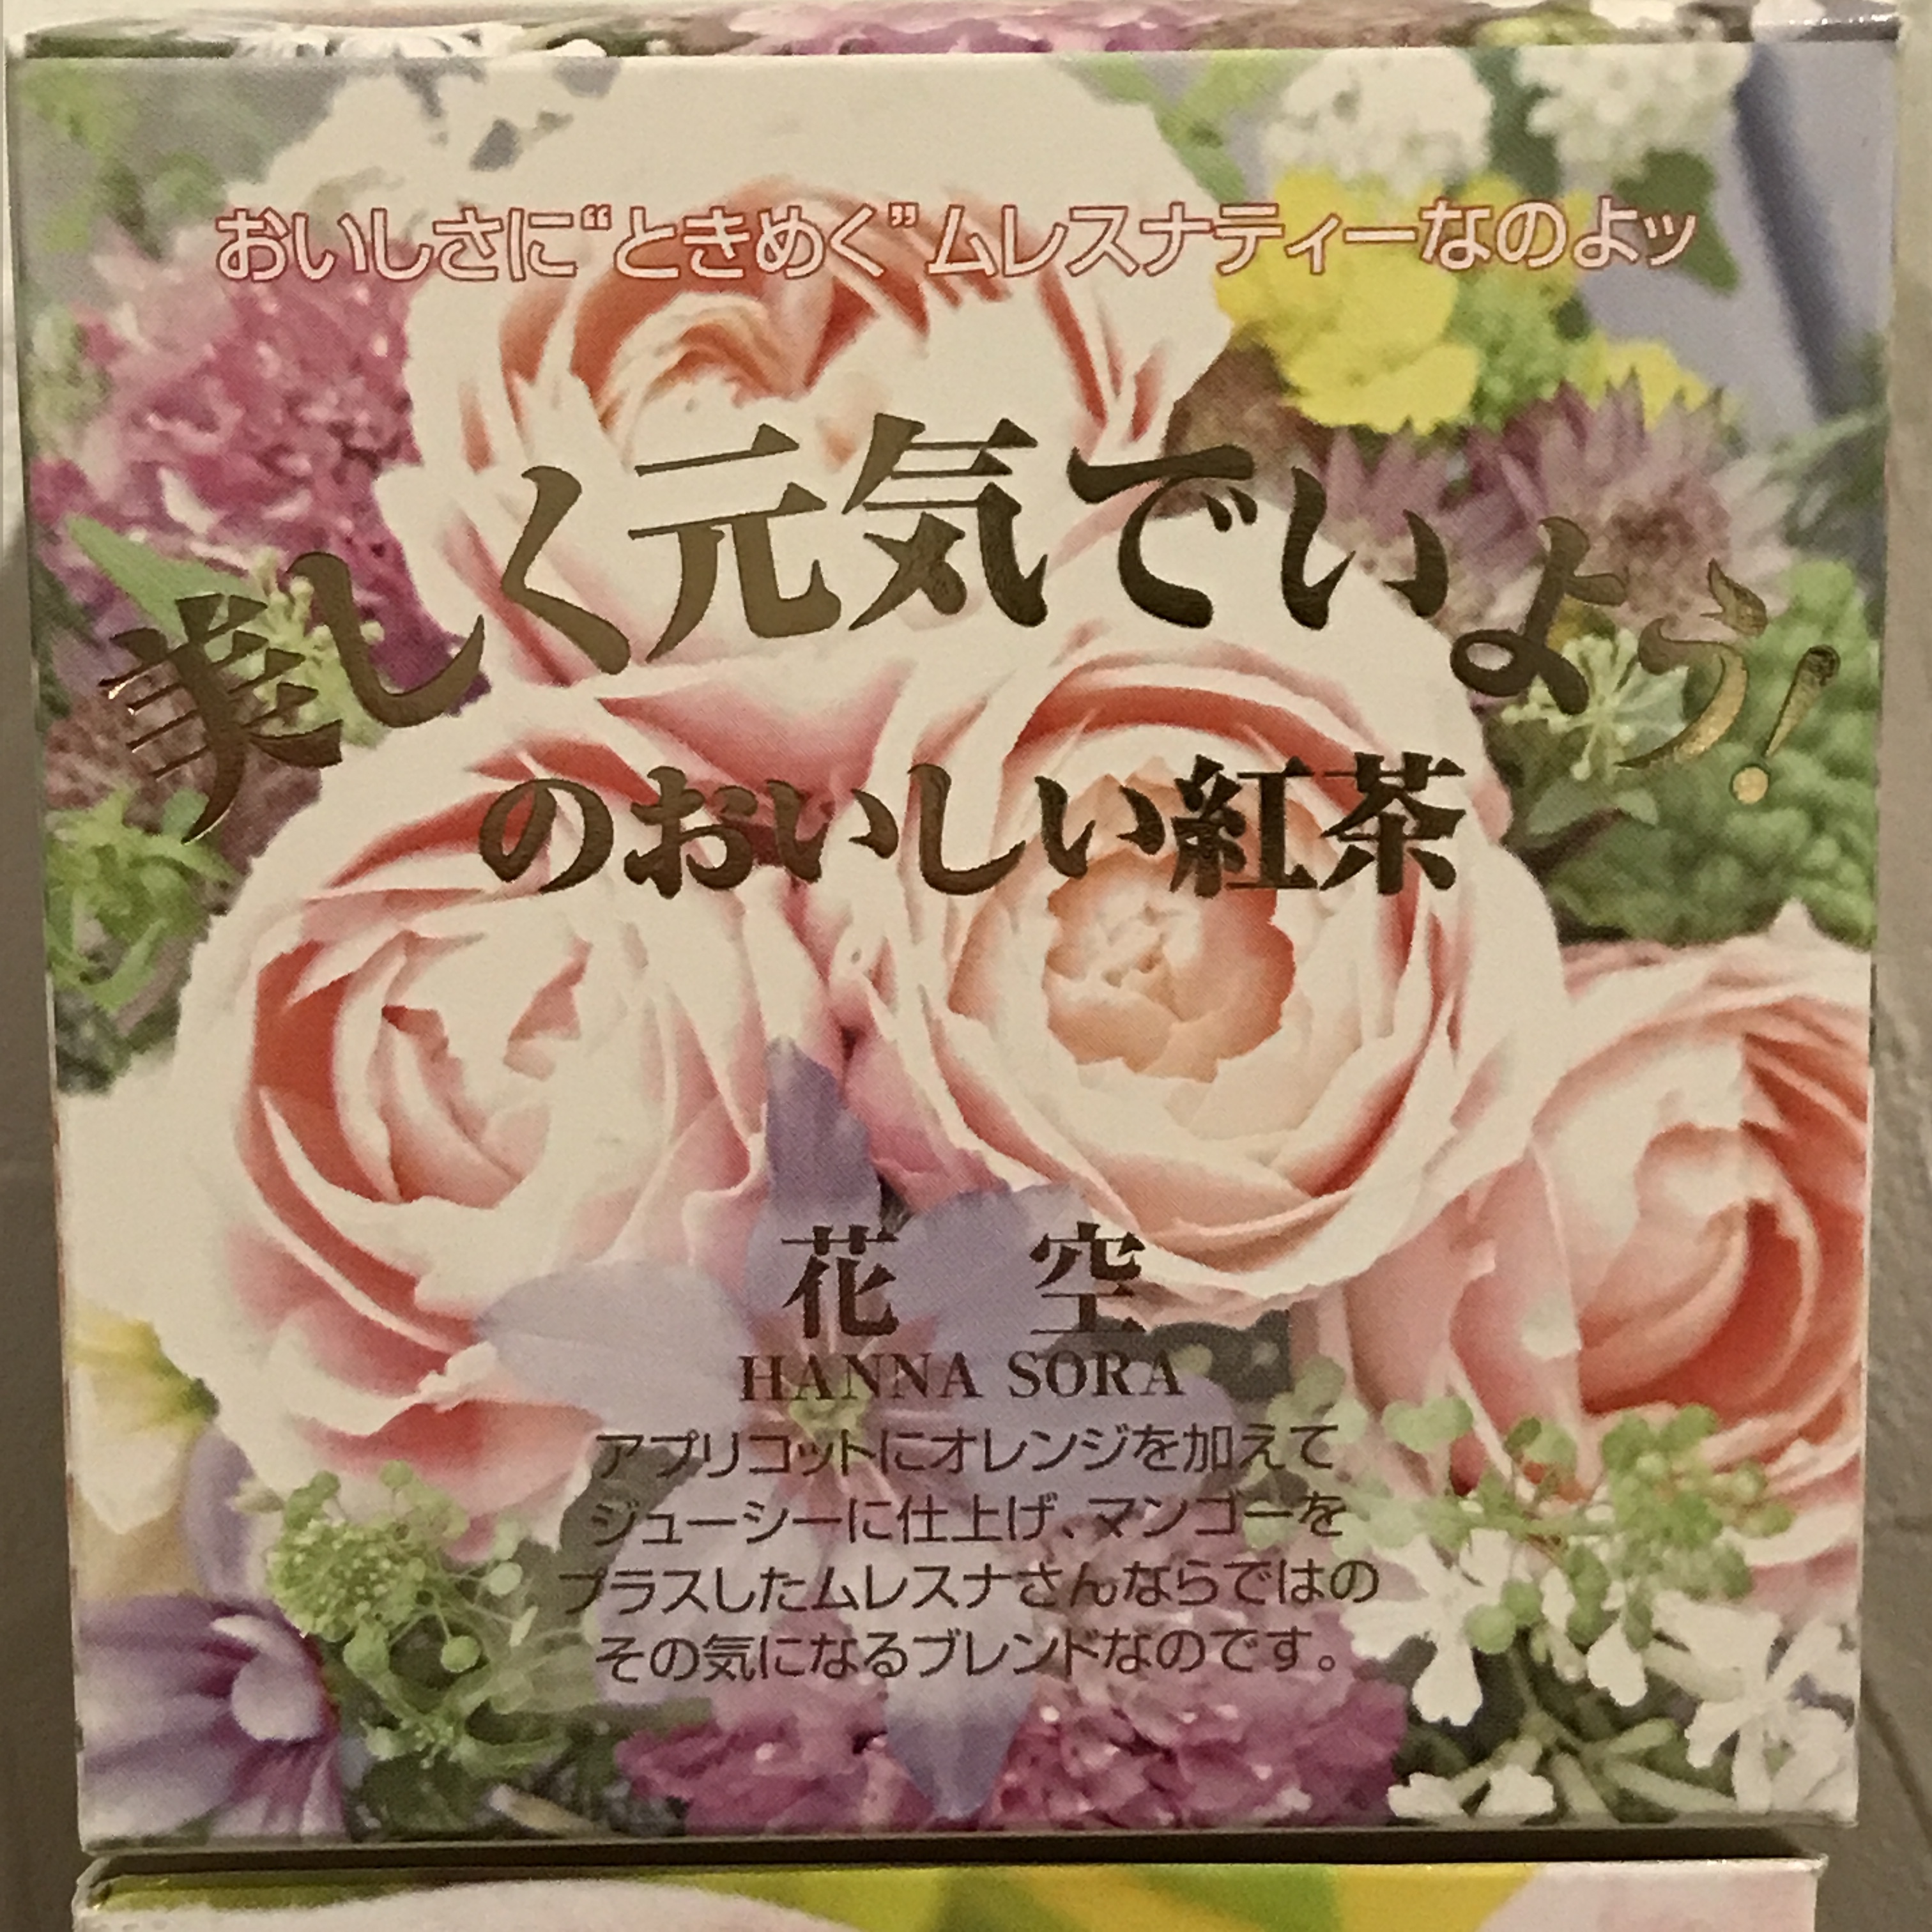 おいしさに“ときめく”ムレスナティーなのよッ
美しく元気でいよう!
のおいしい紅茶
花 空
HANNA SORA
アプリコットにオレンジを加えて
ジューシーに仕上げ、マンゴーを
プラスしたムレスナさんならではの
その気になるブレンドなのです。